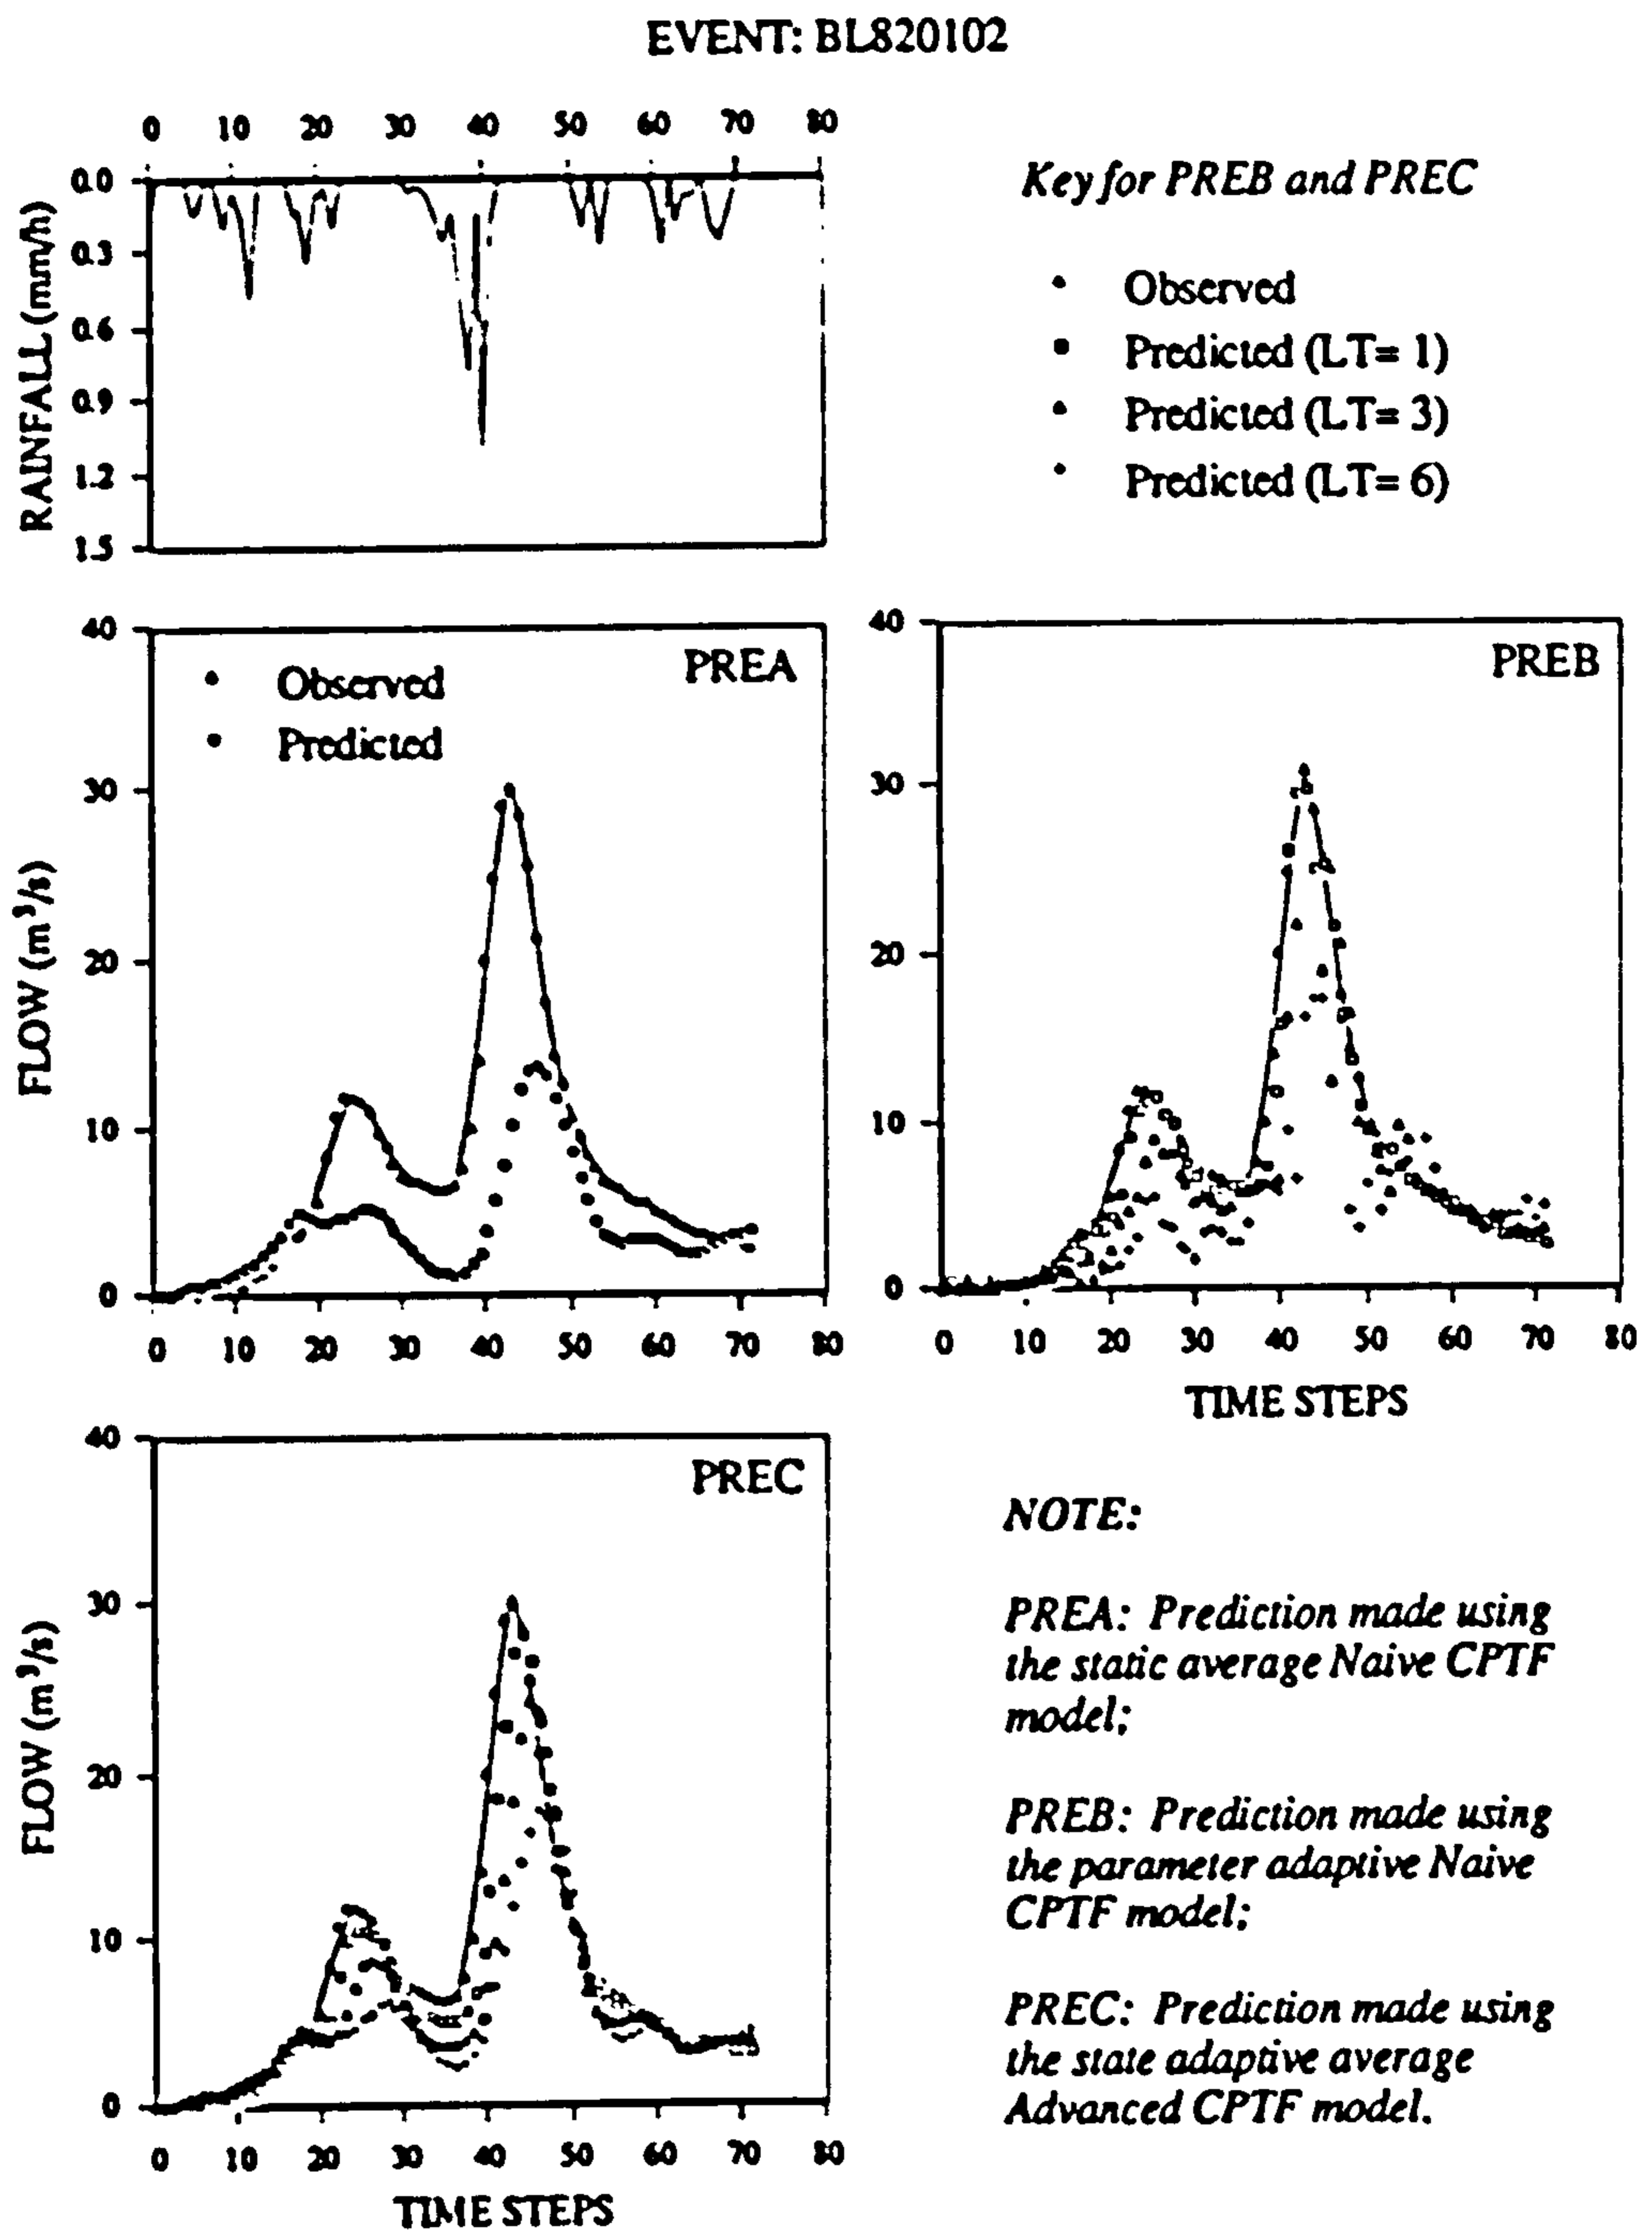 EVENT: BL820102
0 10 20 30 40 50 60 70 80
0.0
0.3
0.6
0.9
1.2
1.5
RAINFALL (mm/h)
Key for PREB and PREC
Observed
Predicted (LT= 1)
Predicted (LT= 3)
Predicted (LT= 6)
40
30
20
10
0
FLOW (m³/s)
PREA
Observed
Predicted
0 10 20 30 40 50 60 70 80
40
30
20
10
0
PREB
0 10 20 30 40 50 60 70 80
TIME STEPS
40
30
20
10
0
FLOW (m³/s)
PREC
0 10 20 30 40 50 60 70 80
TIME STEPS
NOTE:
PREA: Prediction made using
the static average Naive CPTF
model;
PREB: Prediction made using
the parameter adaptive Naive
CPTF model;
PREC: Prediction made using
the state adaptive average
Advanced CPTF model.